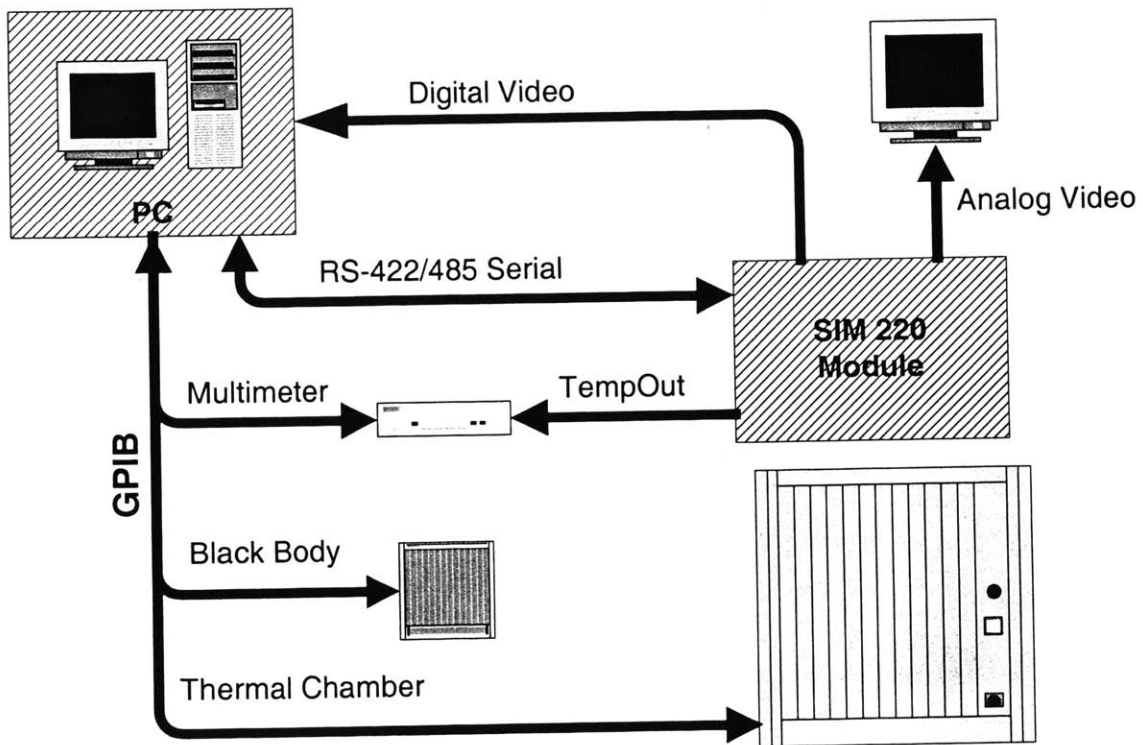 Digital Video
Analog Video
PC
RS-422/485 Serial
SIM 220
Module
Multimeter
TempOut
GPIB
Black Body
Thermal Chamber